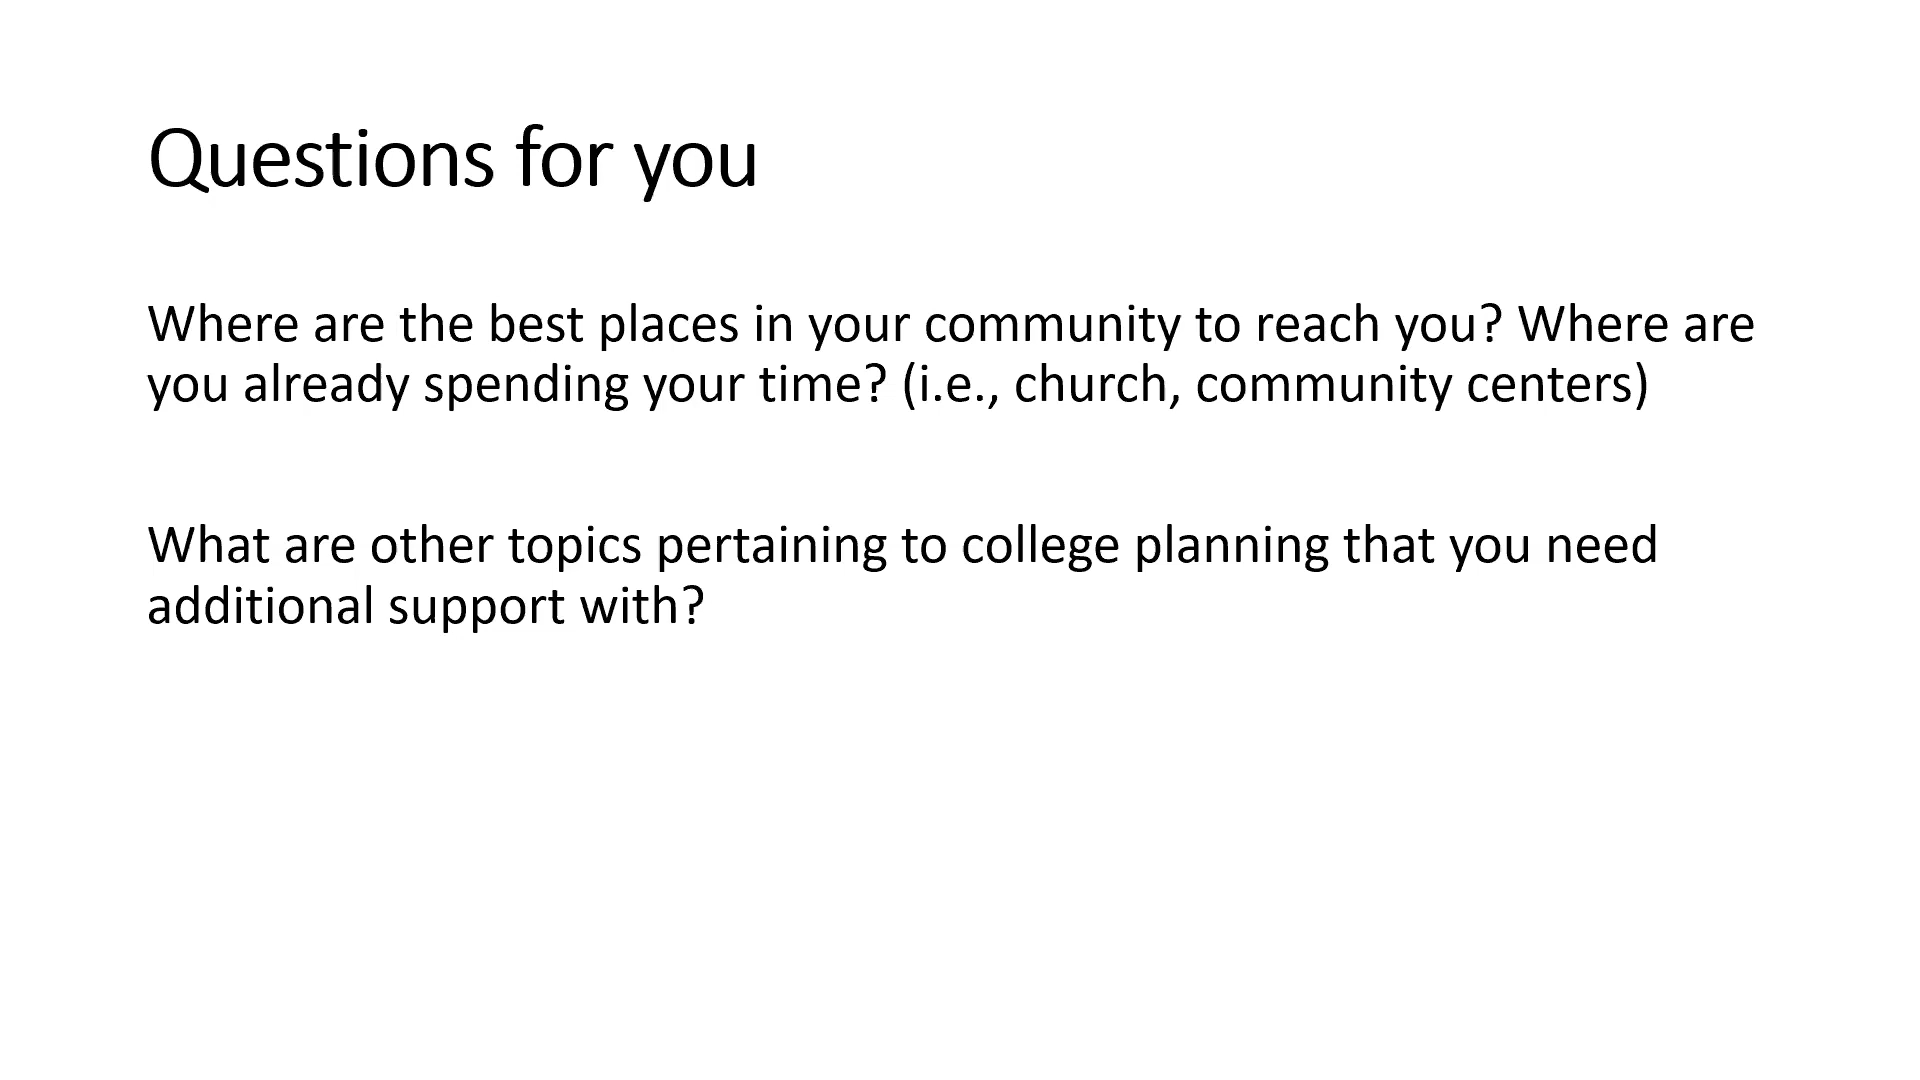 Questions for you
Where are the best places in your community to reach you? Where are
you already spending your time? (i.e., church, community centers)
What are other topics pertaining to college planning that you need
additional support with?